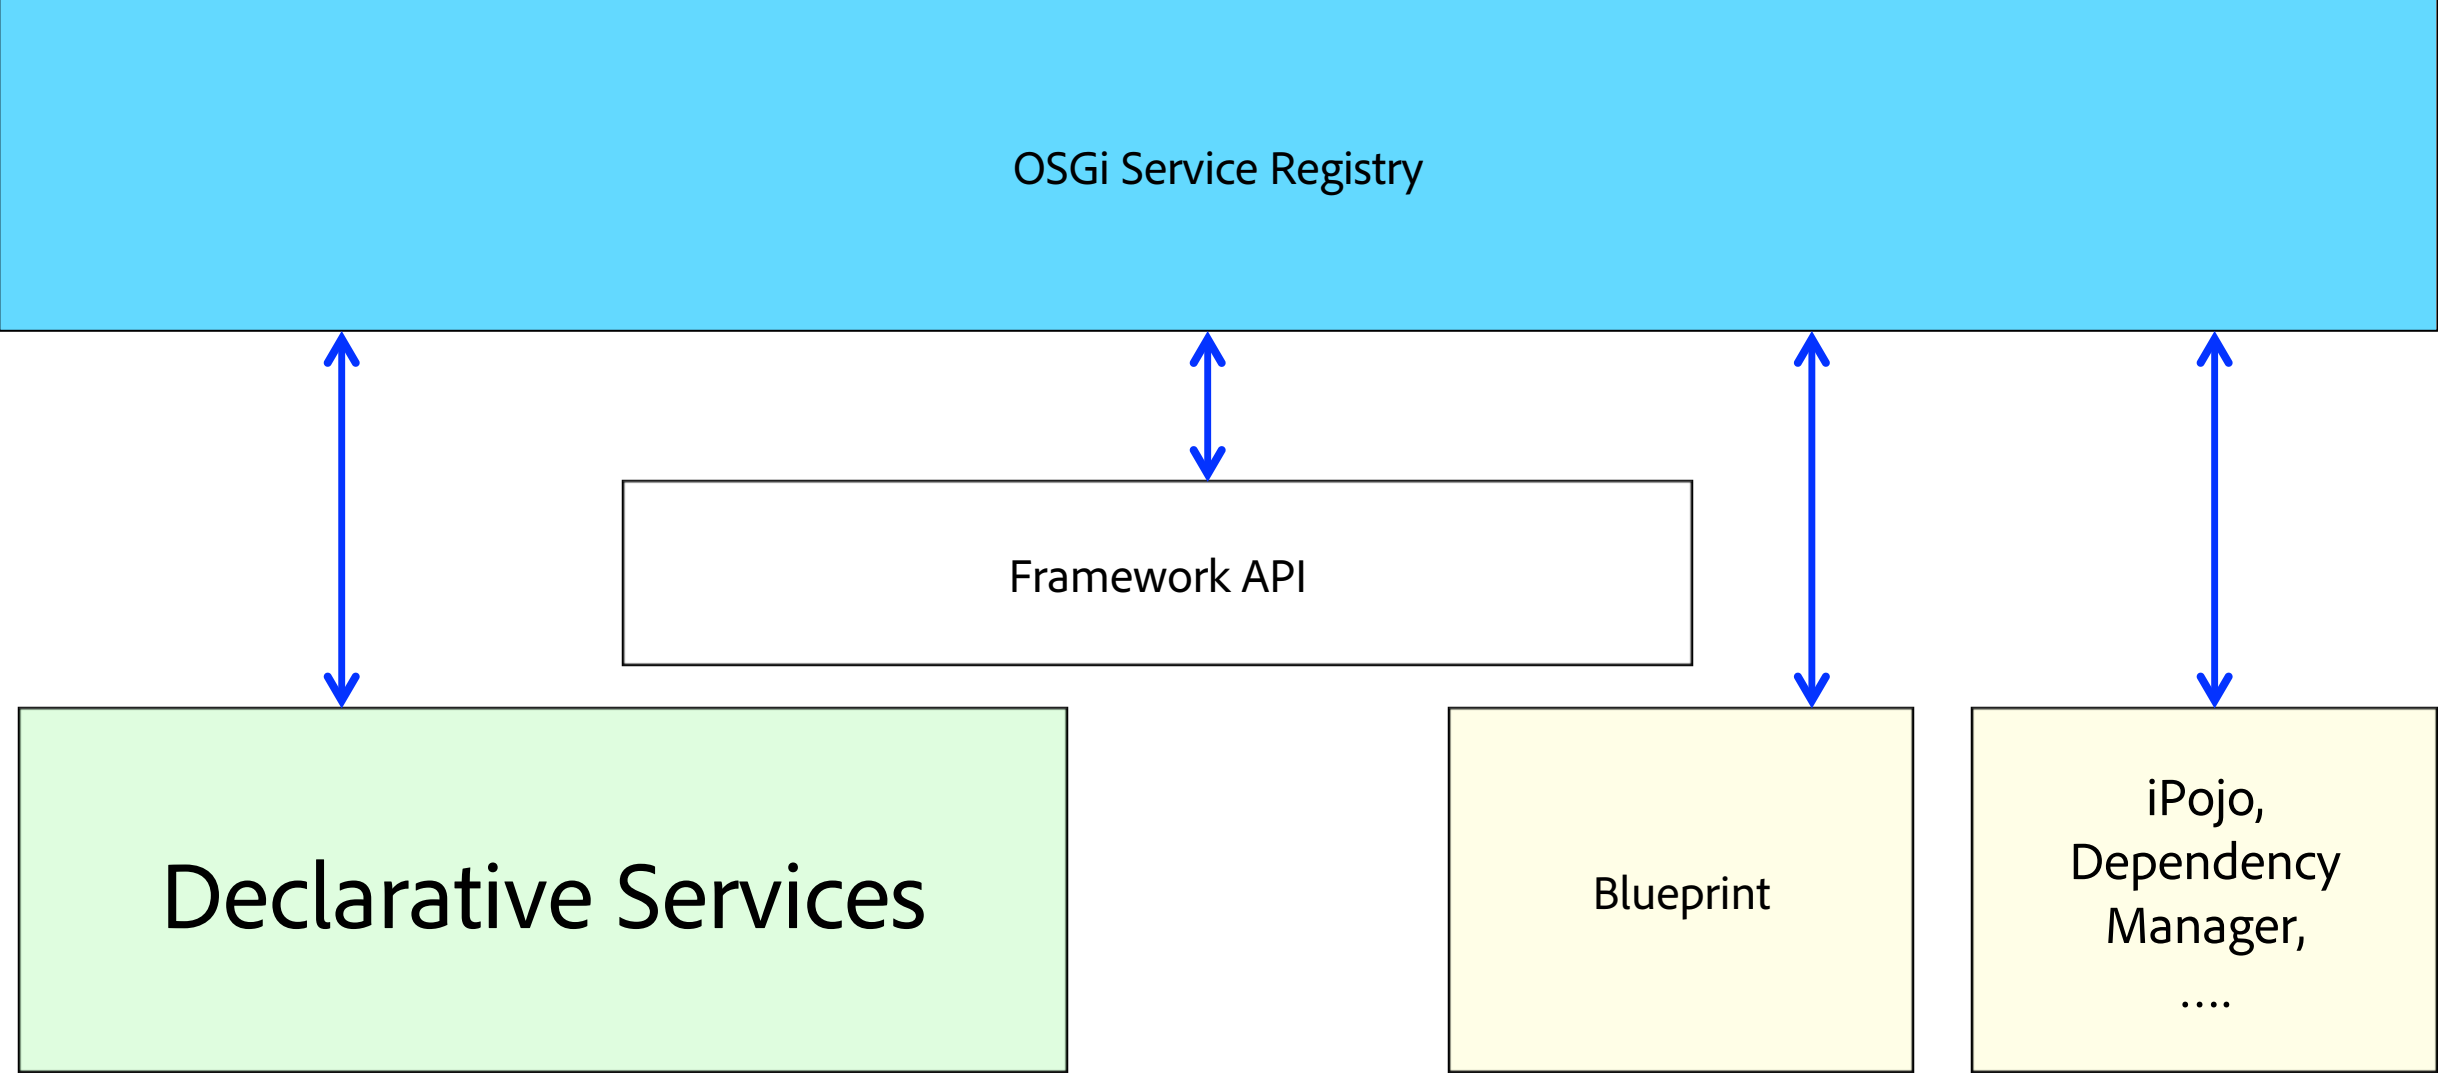 OSGi Service Registry
Framework API
Declarative Services
Blueprint
iPojo,
Dependency
Manager,
....